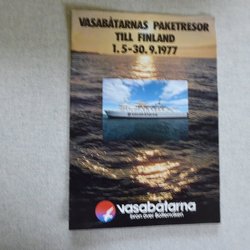 VASABÅTARNAS PAKETRESOR
TILL FINLAND
1.5-30.9.1977
vasabåtarna
bron över Bottenviken